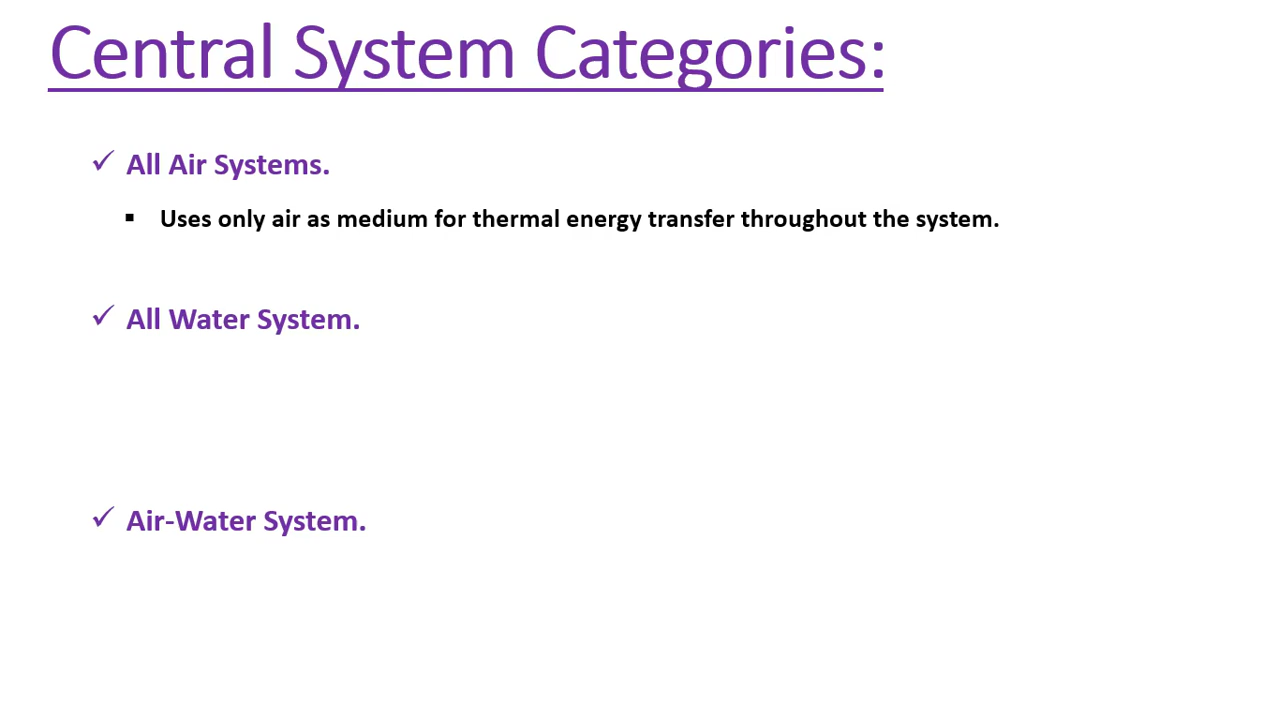 Central System Categories:
✓ All Air Systems.
▪ Uses only air as medium for thermal energy transfer throughout the system.
✓ All Water System.
✓ Air-Water System.